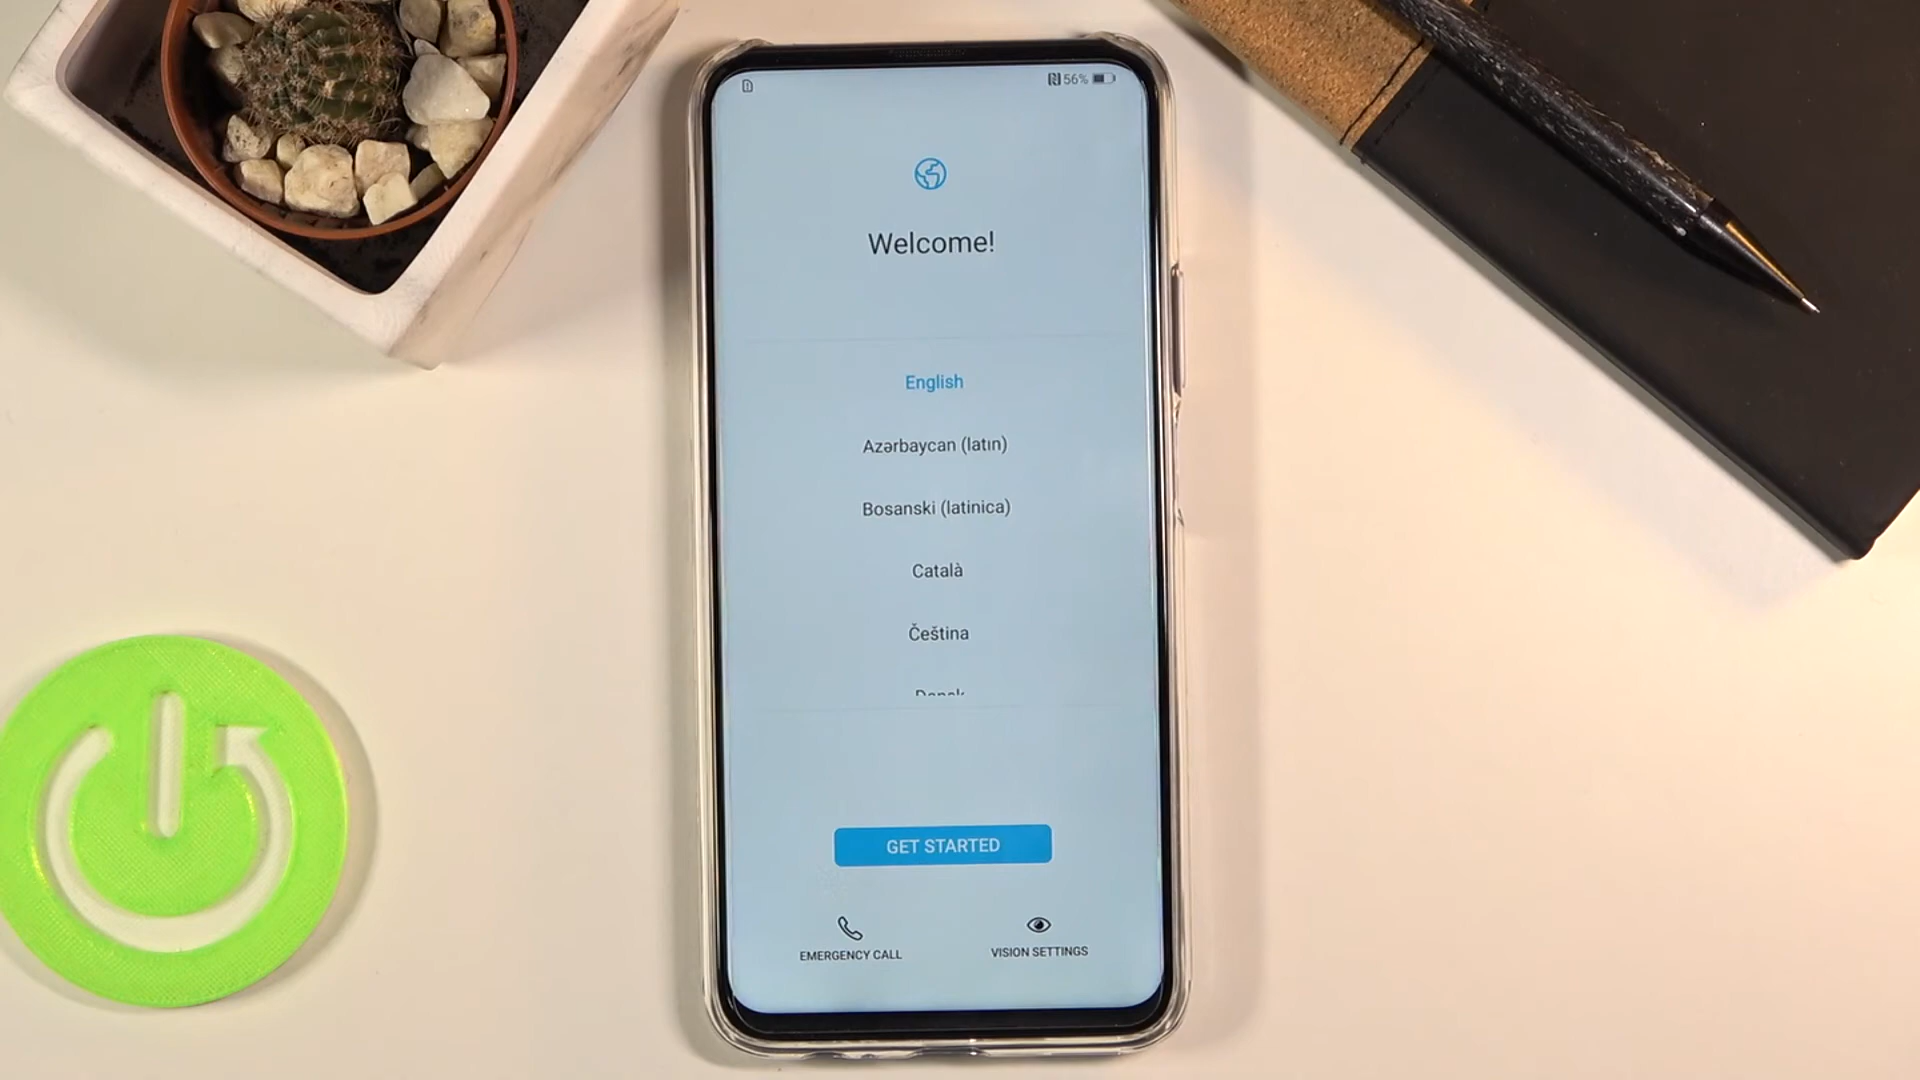 56%
Welcome!
English
Azərbaycan (latın)
Bosanski (latinica)
Català
Čeština
GET STARTED
EMERGENCY CALL
VISION SETTINGS